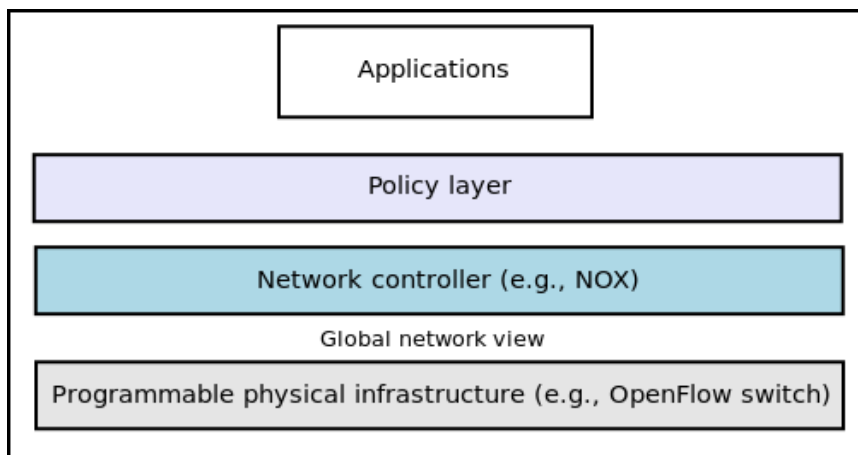 Applications
Policy layer
Network controller (e.g., NOX)
Global network view
Programmable physical infrastructure (e.g., OpenFlow switch)